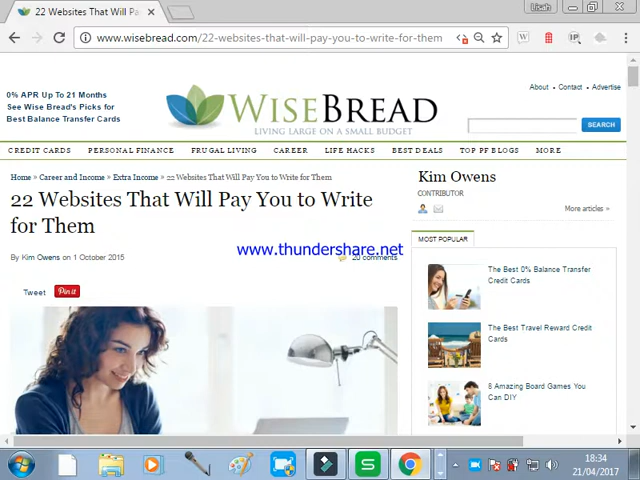 22 Websites That Will Pa
Lisah
www.wisebread.com/22-websites-that-will-pay-you-to-write-for-them
0% APR Up To 21 Months
See Wise Bread's Picks for
Best Balance Transfer Cards
WISEBREAD
LIVING LARGE ON A SMALL BUDGET
About • Contact • Advertise
SEARCH
CREDIT CARDS PERSONAL FINANCE FRUGAL LIVING CAREER LIFE HACKS BEST DEALS TOP PF BLOGS MORE
Home » Career and Income » Extra Income » 22 Websites That Will Pay You to Write for Them
22 Websites That Will Pay You to Write
for Them
By Kim Owens on 1 October 2015
20 comments
www.thundershare.net
Tweet
Pin it
Kim Owens
CONTRIBUTOR
More articles »
MOST POPULAR
The Best 0% Balance Transfer
Credit Cards
The Best Travel Reward Credit
Cards
8 Amazing Board Games You
Can DIY
18:34
21/04/2017